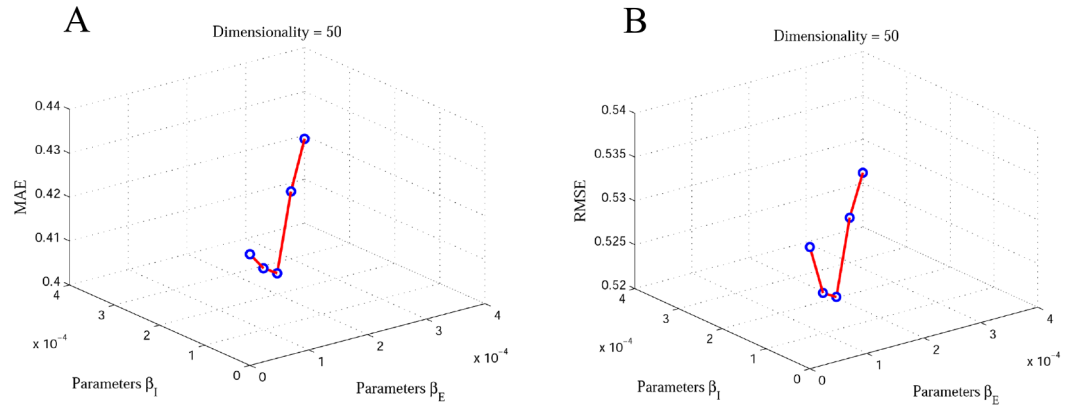 A
Dimensionality = 50
0.44
0.43
0.42
0.41
0.4
MAE
4
3
2
1
0
x 10⁻⁴
Parameters β_I
0
1
2
3
4
x 10⁻⁴
Parameters β_E
B
Dimensionality = 50
0.54
0.535
0.53
0.525
0.52
RMSE
4
3
2
1
0
x 10⁻⁴
Parameters β_I
0
1
2
3
4
x 10⁻⁴
Parameters β_E